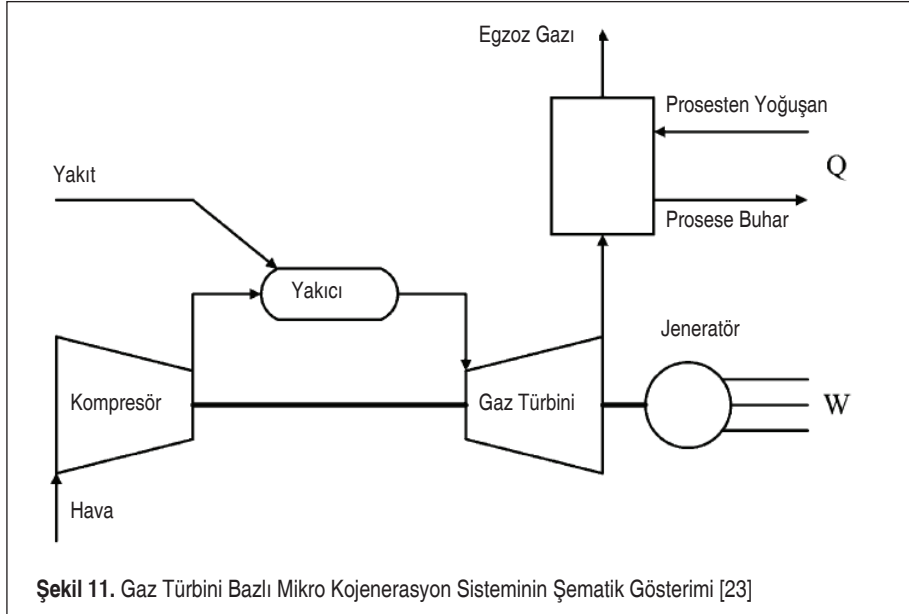 Egzoz Gazı
Prosesten Yoğuşan
Q
Prosese Buhar
Yakıt
Yakıcı
Jeneratör
Kompresör
Gaz Türbini
W
Hava
Şekil 11. Gaz Türbini Bazlı Mikro Kojenerasyon Sisteminin Şematik Gösterimi [23]